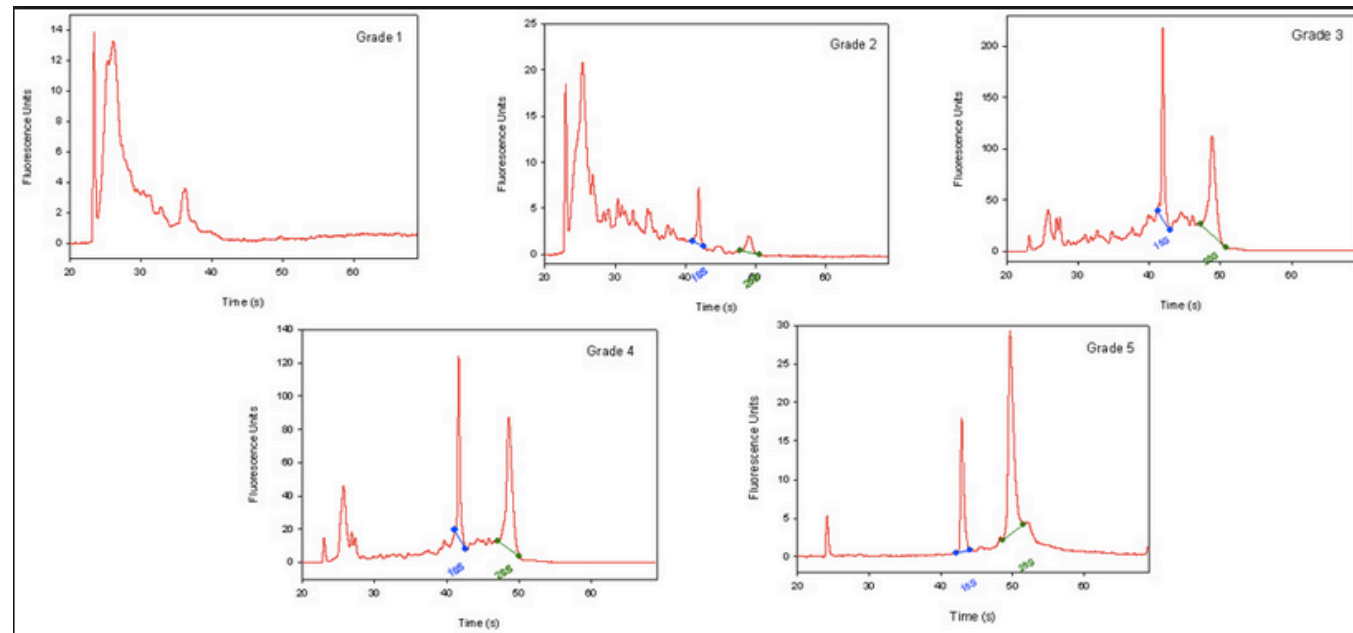 Grade 1
Fluorescence Units
14
12
10
8
6
4
2
0
20 30 40 50 60
Time (s)
Grade 2
Fluorescence Units
25
20
15
10
5
0
20 30 40 50 60
18S
28S
Time (s)
Grade 3
Fluorescence Units
200
150
100
50
0
20 30 40 50 60
18S
28S
Time (s)
Grade 4
Fluorescence Units
140
120
100
80
60
40
20
0
20 30 40 50 60
18S
28S
Time (s)
Grade 5
Fluorescence Units
30
25
20
15
10
5
0
20 30 40 50 60
18S
28S
Time (s)